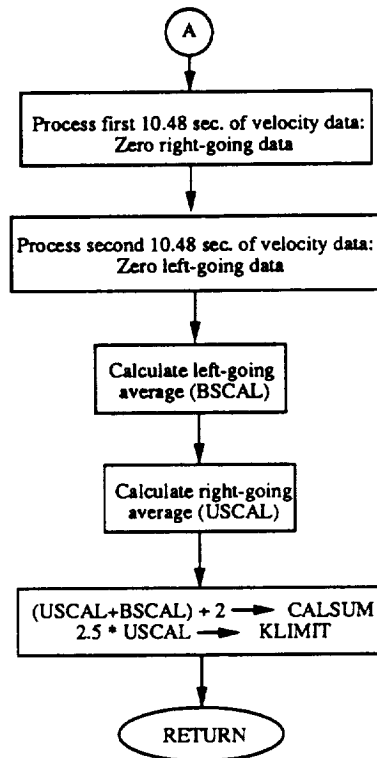 A
Process first 10.48 sec. of velocity data:
Zero right-going data
Process second 10.48 sec. of velocity data:
Zero left-going data
Calculate left-going
average (BSCAL)
Calculate right-going
average (USCAL)
(USCAL+BSCAL) + 2 → CALSUM
2.5 * USCAL → KLIMIT
RETURN